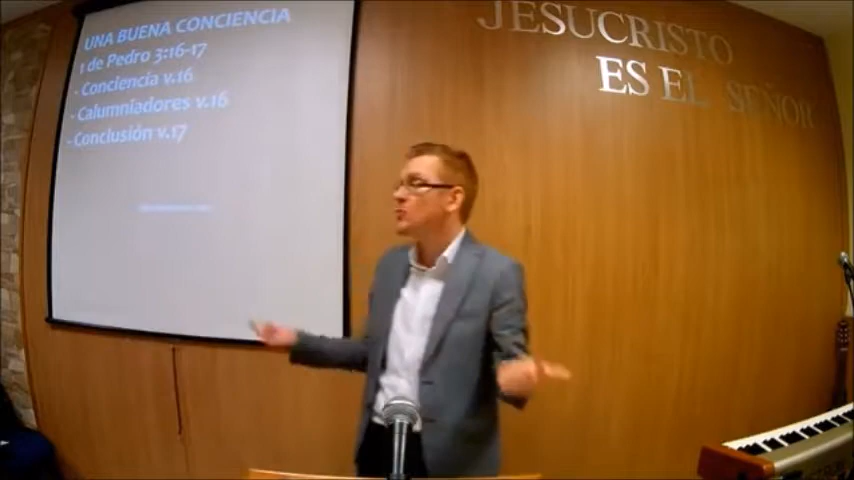 UNA BUENA CONCIENCIA
1 de Pedro 3:16-17
- Conciencia v.16
- Calumniadores v.16
- Conclusión v.17
JESUCRISTO
ES EL SEÑOR